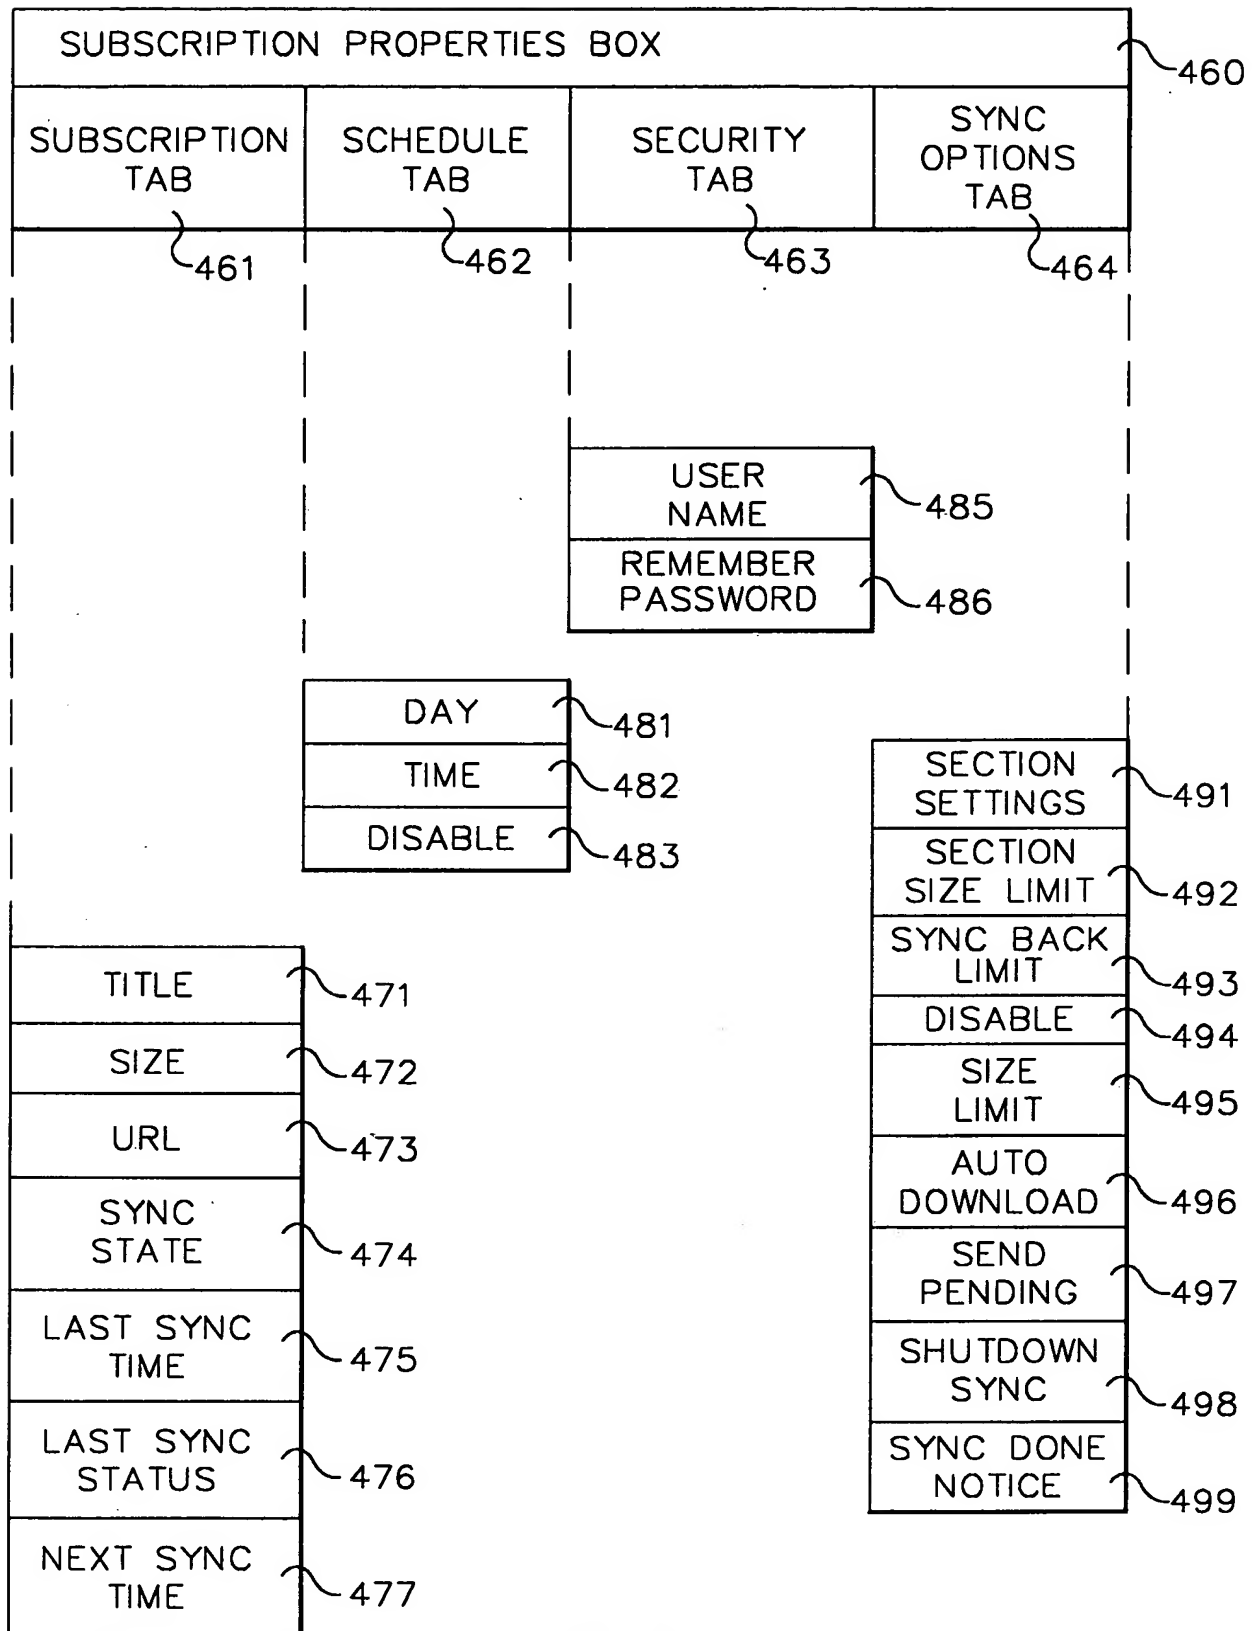 SUBSCRIPTION PROPERTIES BOX
460
SUBSCRIPTION
TAB
461
SCHEDULE
TAB
462
SECURITY
TAB
463
SYNC
OPTIONS
TAB
464
USER
NAME
485
REMEMBER
PASSWORD
486
DAY
481
TIME
482
DISABLE
483
SECTION
SETTINGS
491
SECTION
SIZE LIMIT
492
SYNC BACK
LIMIT
493
DISABLE
494
SIZE
LIMIT
495
AUTO
DOWNLOAD
496
SEND
PENDING
497
SHUTDOWN
SYNC
498
SYNC DONE
NOTICE
499
TITLE
471
SIZE
472
URL
473
SYNC
STATE
474
LAST SYNC
TIME
475
LAST SYNC
STATUS
476
NEXT SYNC
TIME
477